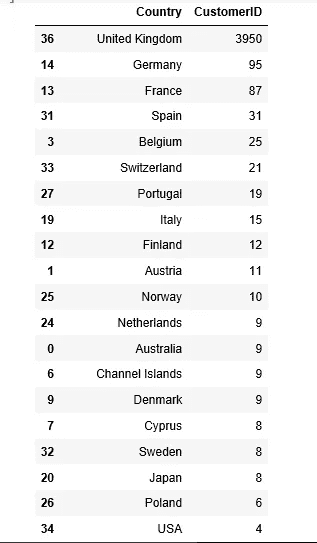 Country CustomerID
36 United Kingdom 3950
14 Germany 95
13 France 87
31 Spain 31
3 Belgium 25
33 Switzerland 21
27 Portugal 19
19 Italy 15
12 Finland 12
1 Austria 11
25 Norway 10
24 Netherlands 9
0 Australia 9
6 Channel Islands 9
9 Denmark 9
7 Cyprus 8
32 Sweden 8
20 Japan 8
26 Poland 6
34 USA 4